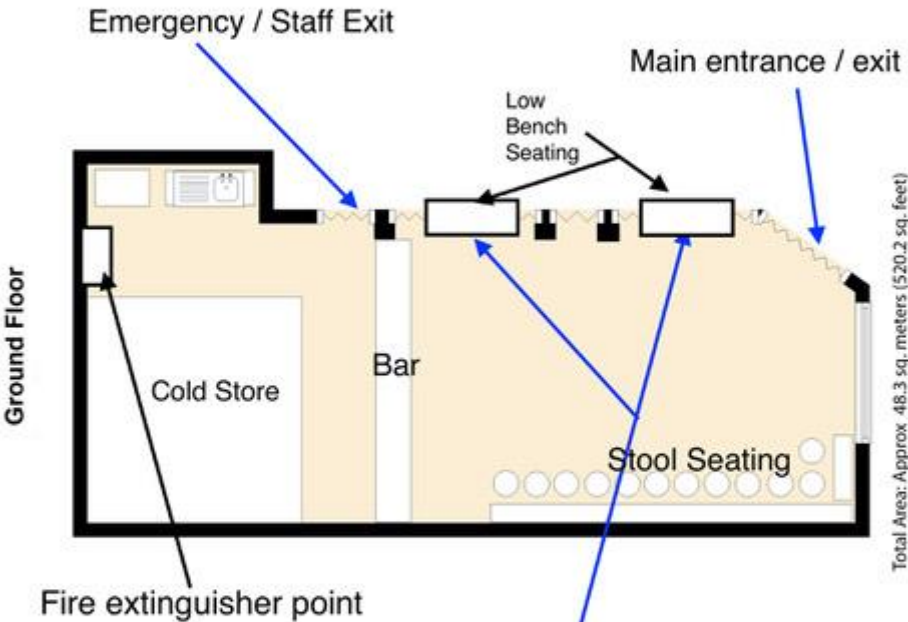 Emergency / Staff Exit
Main entrance / exit
Low
Bench
Seating
Ground Floor
Bar
Cold Store
Stool Seating
Total Area: Approx 48.3 sq. meters (520.2 sq. feet)
Fire extinguisher point